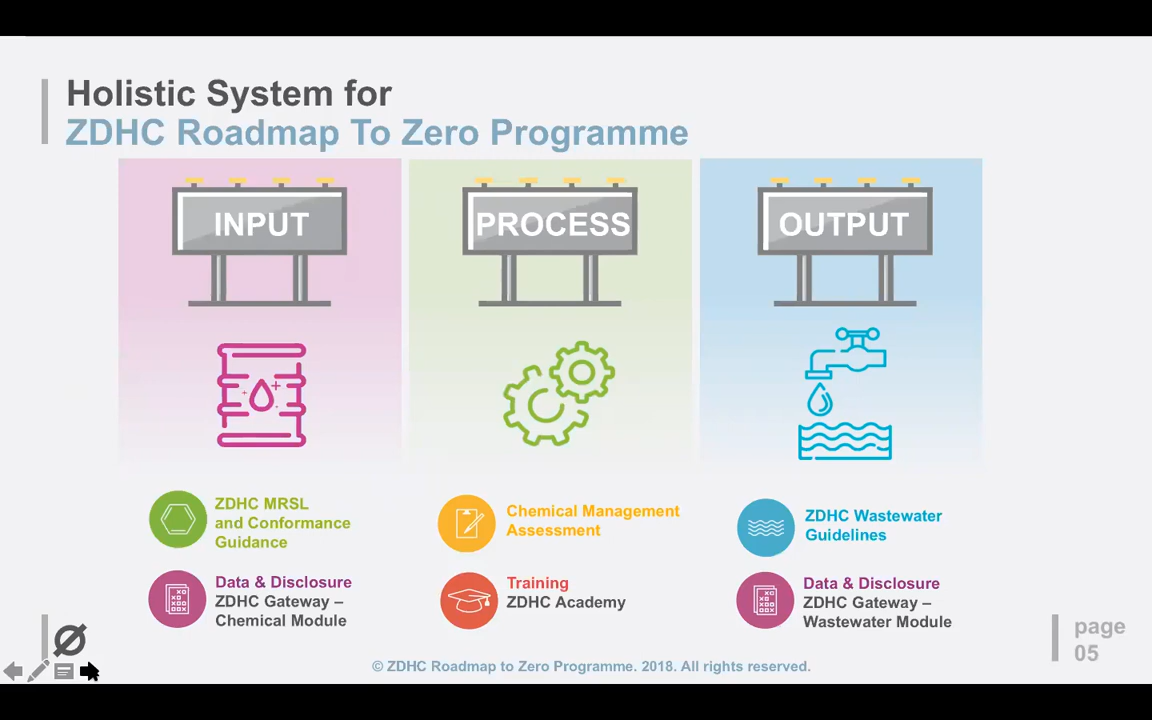 Holistic System for
ZDHC Roadmap To Zero Programme
INPUT
PROCESS
OUTPUT
ZDHC MRSL
and Conformance
Guidance
Data & Disclosure
ZDHC Gateway –
Chemical Module
Chemical Management
Assessment
Training
ZDHC Academy
ZDHC Wastewater
Guidelines
Data & Disclosure
ZDHC Gateway –
Wastewater Module
© ZDHC Roadmap to Zero Programme. 2018. All rights reserved.
page
05